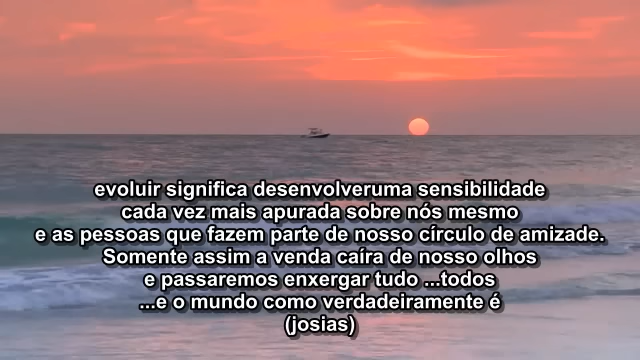 evoluir significa desenvolveruma sensibilidade
cada vez mais apurada sobre nós mesmo
e as pessoas que fazem parte de nosso círculo de amizade.
Somente assim a venda caíra de nosso olhos
e passaremos enxergar tudo ...todos
...e o mundo como verdadeiramente é
(josias)